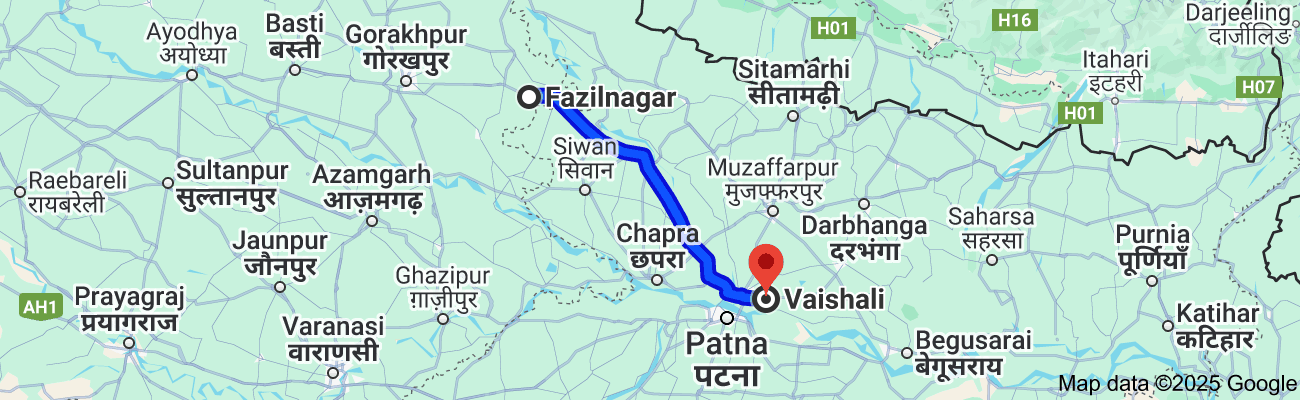 Ayodhya
अयोध्या
Basti
बस्ती
Gorakhpur
गोरखपुर
H01
H16
Darjeeling
दार्जीलिङ
Fazilnagar
Sitamarhi
सीतामढ़ी
Itahari
इटहरी
H07
H01
Raebareli
रायबरेली
Sultanpur
सुल्तानपुर
Azamgarh
आज़मगढ़
Siwan
सिवान
Muzaffarpur
मुजफ्फरपुर
Darbhanga
दरभंगा
Saharsa
सहरसा
Purnia
पूर्णियाँ
Jaunpur
जौनपुर
Chapra
छपरा
Ghazipur
ग़ाज़ीपुर
Vaishali
AH1
Prayagraj
प्रयागराज
Varanasi
वाराणसी
Patna
पटना
Begusarai
बेगूसराय
Katihar
कटिहार
Map data ©2025 Google